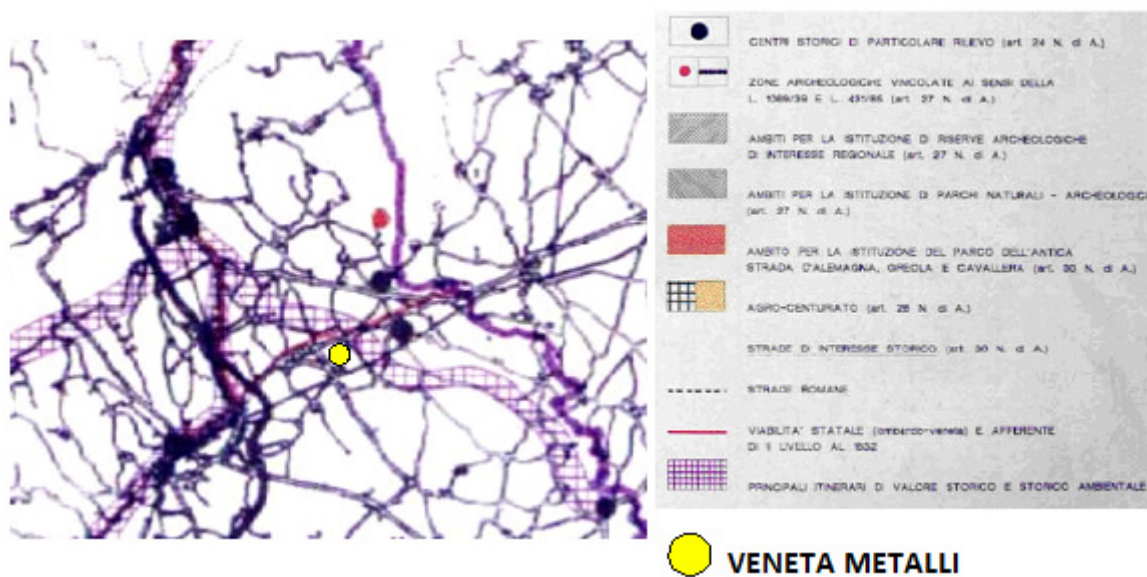 CENTRI STORICI DI PARTICOLARE RILIEVO (art. 24 N. di A.)
ZONE ARCHEOLOGICHE VINCOLATE AI SENSI DELLA
L. 1089/39 E L. 431/85 (art. 27 N. di A.)
AMBITI PER LA ISTITUZIONE DI RISERVE ARCHEOLOGICHE
DI INTERESSE REGIONALE (art. 27 N. di A.)
AMBITI PER LA ISTITUZIONE DI PARCHI NATURALI - ARCHEOLOGIC
(art. 27 N. di A.)
AMBITO PER LA ISTITUZIONE DEL PARCO DELL'ANTICA
STRADA D'ALEMAGNA, GREOLA E CAVALLERA (art. 30 N. di A.)
AGRO-CENTURIATO (art. 28 N. di A.)
STRADE DI INTERESSE STORICO (art. 30 N. di A.)
STRADE ROMANE
VIABILITA' STATALE (lombardo-veneta) E AFFERENTE
DI II LIVELLO AL 1832
PRINCIPALI ITINERARI DI VALORE STORICO E STORICO AMBIENTALE
VENETA METALLI